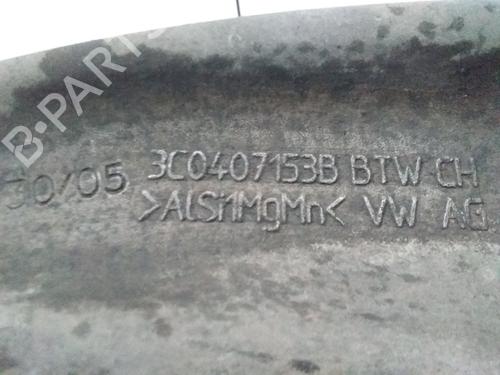 B-PARTS
30/05 3C0407153B BTW CH
>AlSi1MgMn< VW AG